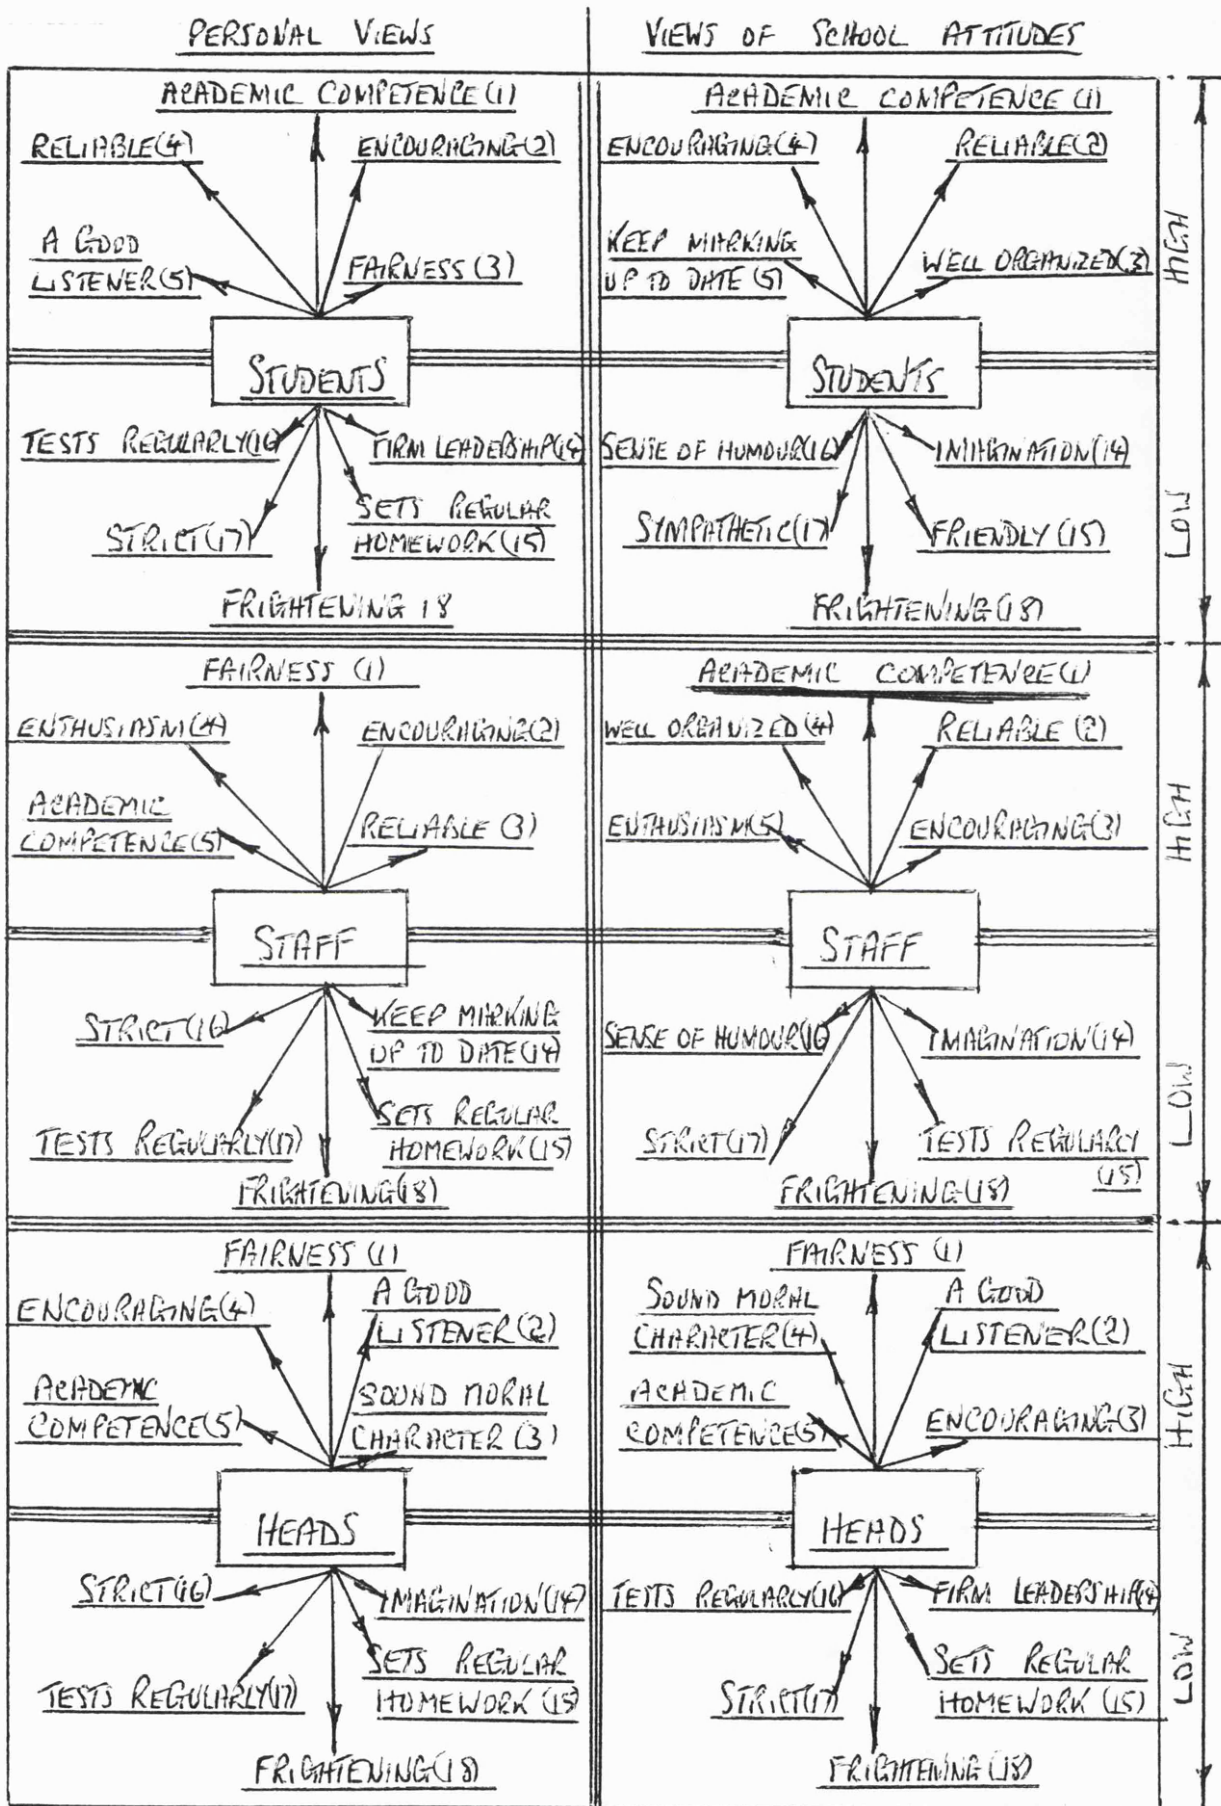 PERSONAL VIEWS
VIEWS OF SCHOOL ATTITUDES
ACADEMIC COMPETENCE (1)
RELIABLE (4)
ENCOURAGING (2)
A GOOD
LISTENER (5)
FAIRNESS (3)
STUDENTS
TESTS REGULARLY (16)
FIRM LEADERSHIP (14)
STRICT (17)
SETS REGULAR
HOMEWORK (15)
FRIGHTENING 18
ACADEMIC COMPETENCE (1)
ENCOURAGING (4)
RELIABLE (2)
KEEP MARKING
UP TO DATE (5)
WELL ORGANIZED (3)
STUDENTS
SENSE OF HUMOUR (16)
IMAGINATION (14)
SYMPATHETIC (17)
FRIENDLY (15)
FRIGHTENING (18)
HIGH
LOW
FAIRNESS (1)
ENTHUSIASM (4)
ENCOURAGING (2)
ACADEMIC
COMPETENCE (5)
RELIABLE (3)
STAFF
STRICT (16)
KEEP MARKING
UP TO DATE (14)
TESTS REGULARLY (17)
SETS REGULAR
HOMEWORK (15)
FRIGHTENING (18)
ACADEMIC COMPETENCE (1)
WELL ORGANIZED (4)
RELIABLE (2)
ENTHUSIASM (5)
ENCOURAGING (3)
STAFF
SENSE OF HUMOUR (16)
IMAGINATION (14)
STRICT (17)
TESTS REGULARLY
(15)
FRIGHTENING (18)
HIGH
LOW
FAIRNESS (1)
ENCOURAGING (4)
A GOOD
LISTENER (2)
ACADEMIC
COMPETENCE (5)
SOUND MORAL
CHARACTER (3)
HEADS
STRICT (16)
IMAGINATION (14)
TESTS REGULARLY (17)
SETS REGULAR
HOMEWORK (15)
FRIGHTENING (18)
FAIRNESS (1)
SOUND MORAL
CHARACTER (4)
A GOOD
LISTENER (2)
ACADEMIC
COMPETENCE (5)
ENCOURAGING (3)
HEADS
TESTS REGULARLY (16)
FIRM LEADERSHIP (14)
STRICT (17)
SETS REGULAR
HOMEWORK (15)
FRIGHTENING (18)
HIGH
LOW